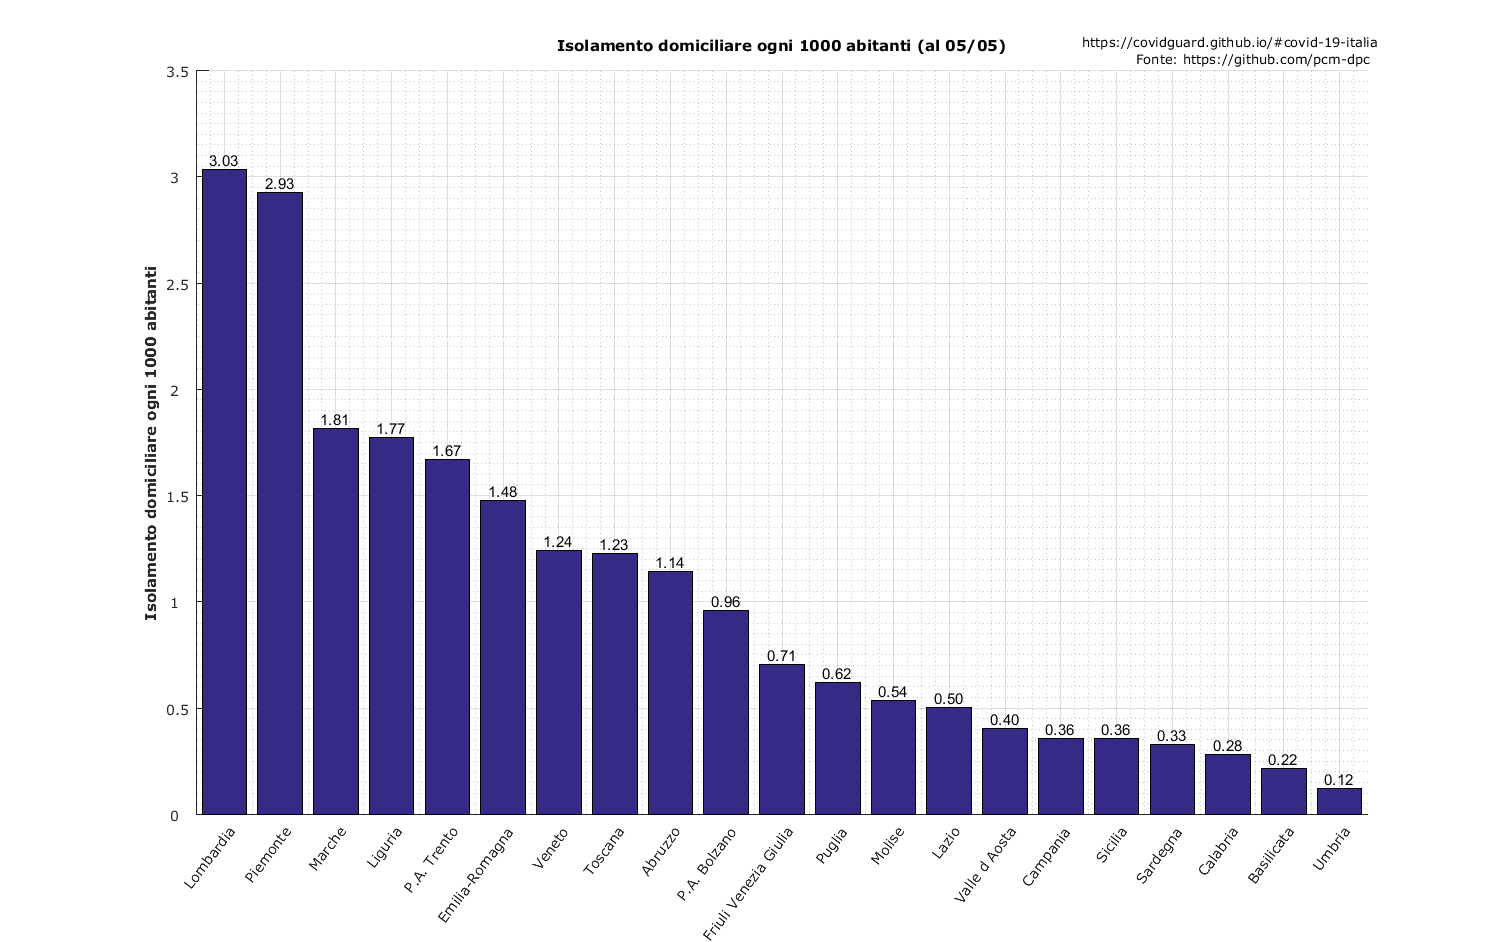 Isolamento domiciliare ogni 1000 abitanti (al 05/05)
https://covidguard.github.io/#covid-19-italia
Fonte: https://github.com/pcm-dpc
Isolamento domiciliare ogni 1000 abitanti
3.5
3
2.5
2
1.5
1
0.5
0
3.03
2.93
1.81
1.77
1.67
1.48
1.24
1.23
1.14
0.96
0.71
0.62
0.54
0.50
0.40
0.36
0.36
0.33
0.28
0.22
0.12
Lombardia
Piemonte
Marche
Liguria
P.A. Trento
Emilia-Romagna
Veneto
Toscana
Abruzzo
P.A. Bolzano
Friuli Venezia Giulia
Puglia
Molise
Lazio
Valle d Aosta
Campania
Sicilia
Sardegna
Calabria
Basilicata
Umbria